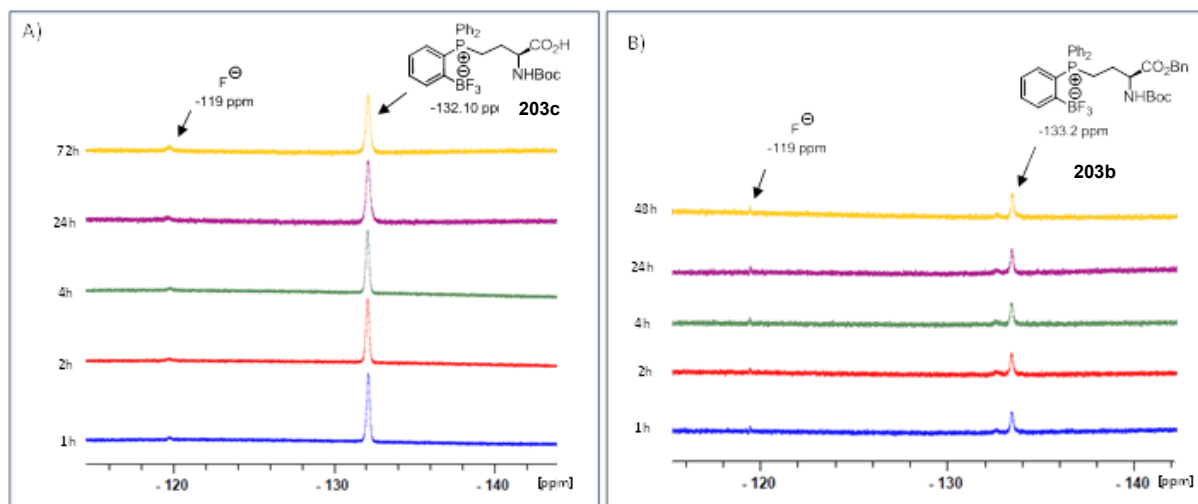 A)
Ph₂
P
⊕
⊖
BF₃
CO₂H
NHBoc
-132.10 ppı
203c
F⊖
-119 ppm
72h
24h
4h
2h
1h
- 120
- 130
- 140
[ppm]
B)
Ph₂
P
⊕
⊖
BF₃
CO₂Bn
NHBoc
-133.2 ppm
203b
F⊖
-119 ppm
48h
24h
4h
2h
1h
- 120
- 130
- 140
[ppm]